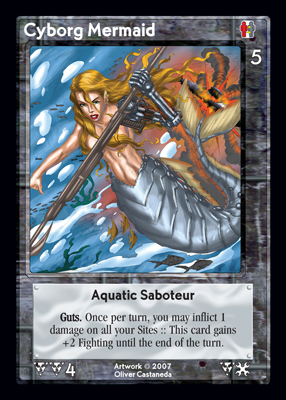 Cyborg Mermaid
5
Aquatic Saboteur
Guts. Once per turn, you may inflict 1
damage on all your Sites :: This card gains
+2 Fighting until the end of the turn.
4
Artwork © 2007
Oliver Castaneda